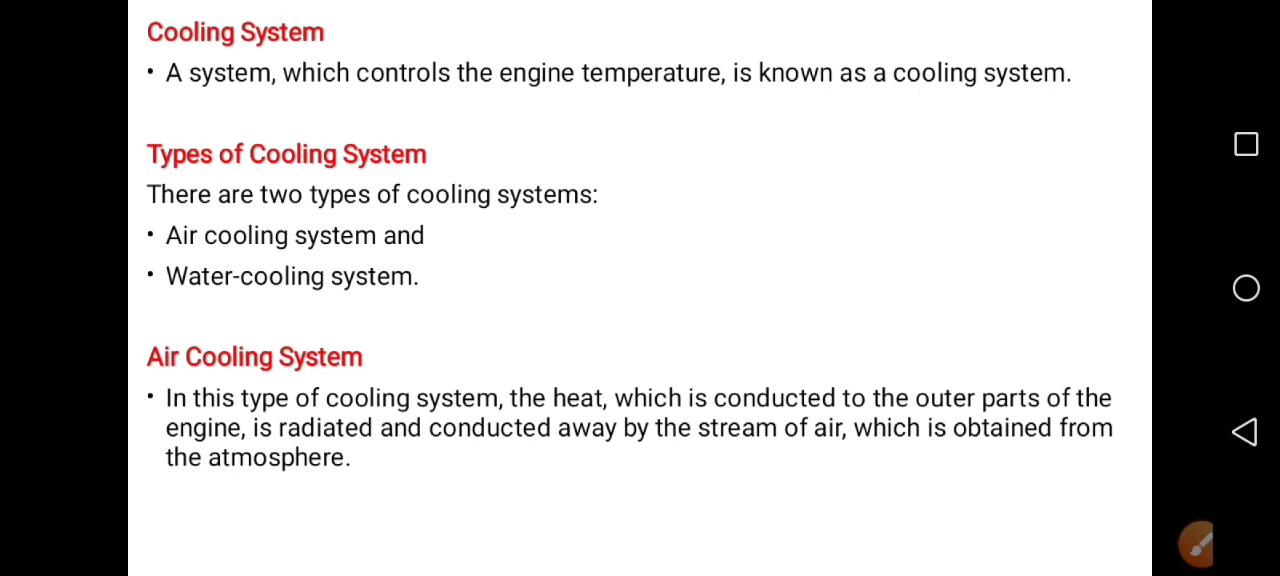 Cooling System
• A system, which controls the engine temperature, is known as a cooling system.
Types of Cooling System
There are two types of cooling systems:
• Air cooling system and
• Water-cooling system.
Air Cooling System
• In this type of cooling system, the heat, which is conducted to the outer parts of the
engine, is radiated and conducted away by the stream of air, which is obtained from
the atmosphere.